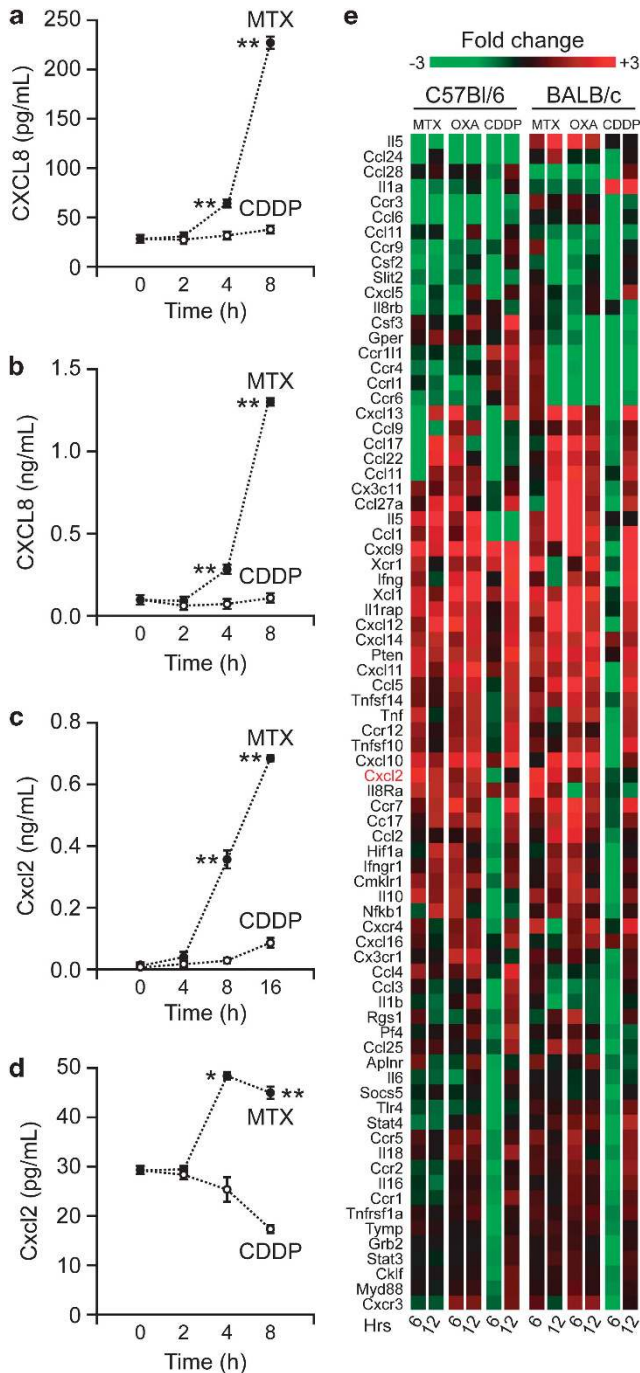 a
CXCL8 (pg/mL)
250
200
150
100
50
0
MTX
**
**
CDDP
0 2 4 8
Time (h)
b
CXCL8 (ng/mL)
1.5
1.0
0.5
0.0
MTX
**
**
CDDP
0 2 4 8
Time (h)
c
Cxcl2 (ng/mL)
0.8
0.6
0.4
0.2
0.0
MTX
**
**
CDDP
0 4 8 16
Time (h)
d
Cxcl2 (pg/mL)
50
40
30
20
10
0
*
**
MTX
CDDP
0 2 4 8
Time (h)
e
Fold change
-3 +3
C57Bl/6 BALB/c
MTX OXA CDDP MTX OXA CDDP
Il5
Ccl24
Ccl28
Il1a
Ccr3
Ccl6
Ccl11
Ccr9
Csf2
Slit2
Cxcl5
Il8rb
Csf3
Gper
Ccr1l1
Ccr4
Ccrl1
Ccr6
Cxcl13
Ccl9
Ccl17
Ccl22
Ccl11
Cx3c11
Ccl27a
Il5
Ccl1
Cxcl9
Xcr1
Ifng
Xcl1
Il1rap
Cxcl12
Cxcl14
Pten
Cxcl11
Ccl5
Tnfsf14
Tnf
Ccr12
Tnfsf10
Cxcl10
Cxcl2
Il8Ra
Ccr7
Cc17
Ccl2
Hif1a
Ifngr1
Cmklr1
Il10
Nfkb1
Cxcr4
Cxcl16
Cx3cr1
Ccl4
Ccl3
Il1b
Rgs1
Pf4
Ccl25
Aplnr
Il6
Socs5
Tlr4
Stat4
Ccr5
Il18
Ccr2
Il16
Ccr1
Tnfrsf1a
Tymp
Grb2
Stat3
Cklf
Myd88
Cxcr3
Hrs 6 12 6 12 6 12 6 12 6 12 6 12